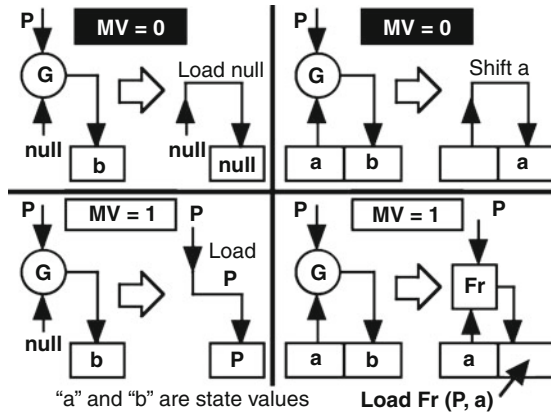 P MV = 0
G Load null
null null
b null
P MV = 0
G Shift a
a b a
P MV = 1 P
G Load P
null
b P
P MV = 1 P
G Fr
a b a
“a” and “b” are state values
Load Fr (P, a)